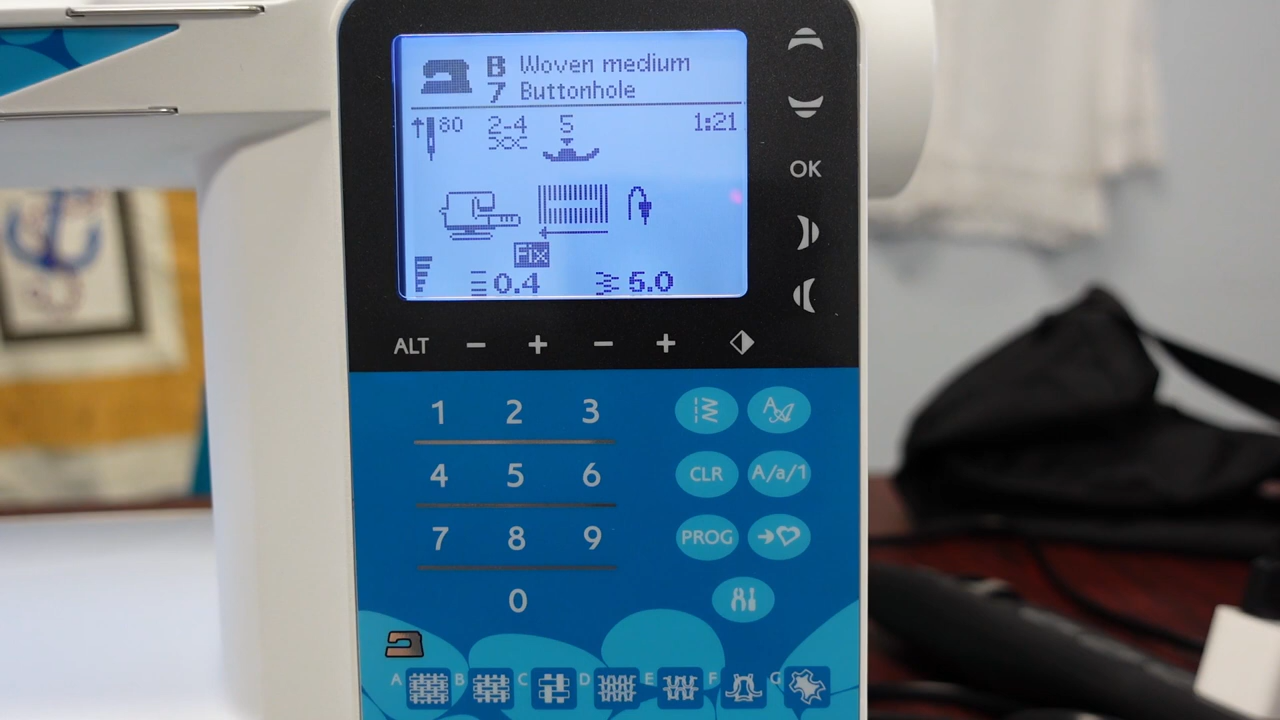 B Woven medium
7 Buttonhole
80 2-4 5 1:21
FIX
0.4 5.0
OK
ALT − + − +
1 2 3
4 5 6
CLR A/a/1
7 8 9
PROG
0
A B C D E F G